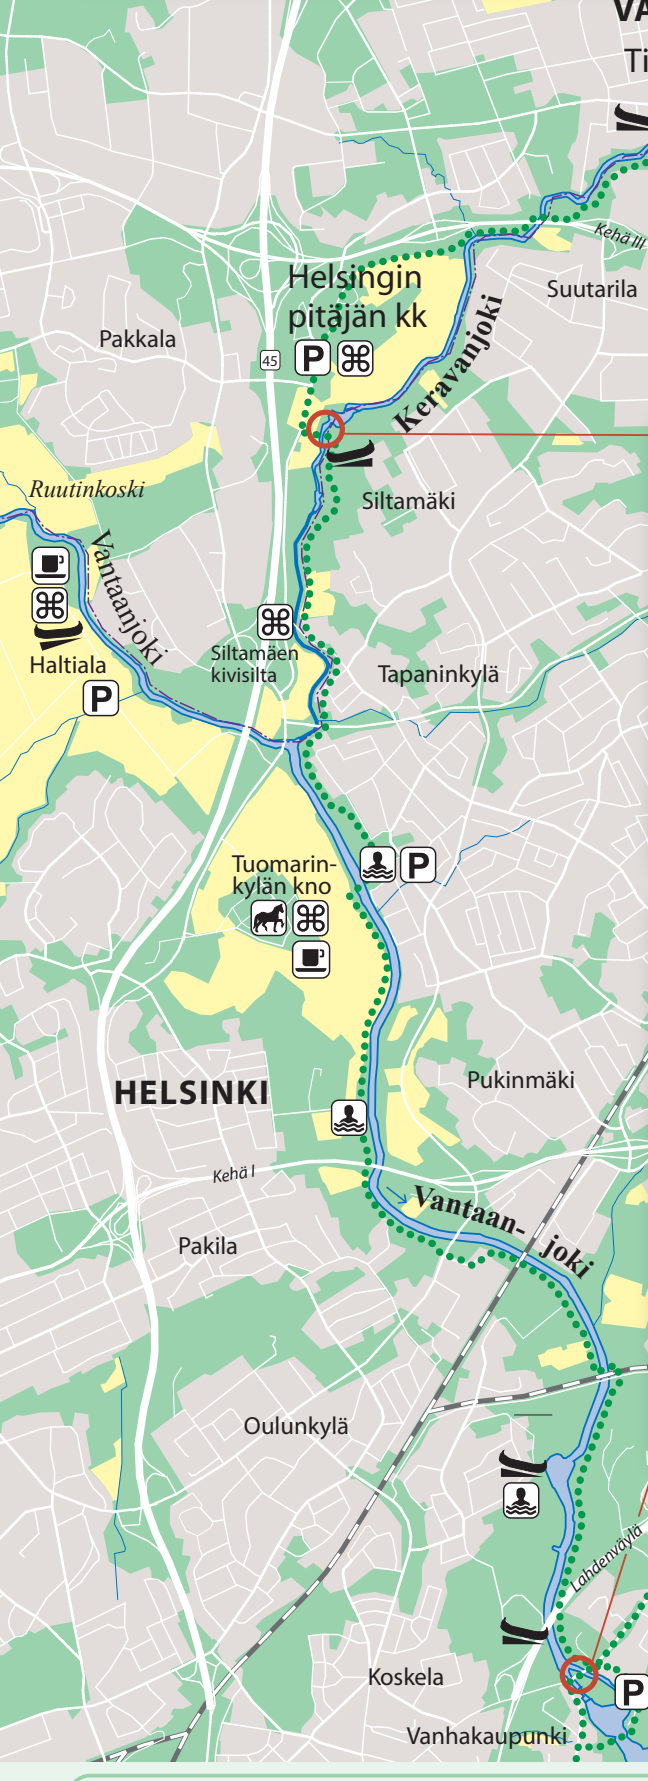 VA
Ti
Kehä III
Helsingin
pitäjän kk
Suutarila
Pakkala
45
P
Keravanjoki
Ruutinkoski
Siltamäki
Vantaanjoki
Siltamäen
kivisilta
Haltiala
Tapaninkylä
P
Tuomarin-
kylän kno
P
Pukinmäki
HELSINKI
Kehä I
Vantaan-
joki
Pakila
Oulunkylä
Lahdenväylä
Koskela
P
Vanhakaupunki